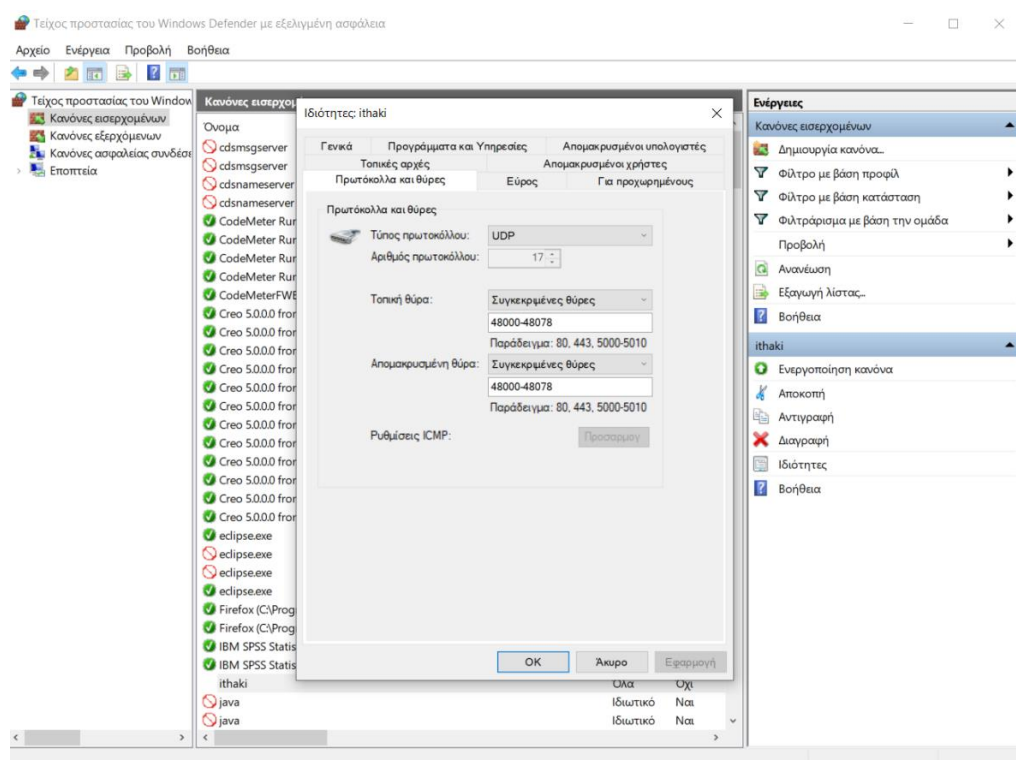 Τείχος προστασίας του Windows Defender με εξελιγμένη ασφάλεια
Αρχείο Ενέργεια Προβολή Βοήθεια
Τείχος προστασίας του Window
Κανόνες εισερχομένων
Κανόνες εξερχόμενων
Κανόνες ασφαλείας συνδέσε
Εποπτεία
Κανόνες εισερχομ
Όνομα
cdsmsgserver
cdsmsgserver
cdsnameserver
cdsnameserver
CodeMeter Rur
CodeMeter Rur
CodeMeter Rur
CodeMeter Rur
CodeMeterFWE
Creo 5.0.0.0 fror
Creo 5.0.0.0 fror
Creo 5.0.0.0 fror
Creo 5.0.0.0 fror
Creo 5.0.0.0 fror
Creo 5.0.0.0 fror
Creo 5.0.0.0 fror
Creo 5.0.0.0 fror
Creo 5.0.0.0 fror
Creo 5.0.0.0 fror
Creo 5.0.0.0 fror
Creo 5.0.0.0 fror
eclipse.exe
eclipse.exe
eclipse.exe
eclipse.exe
Firefox (C:\Prog
Firefox (C:\Prog
IBM SPSS Statis
IBM SPSS Statis
ithaki Όλα Όχι
java Ιδιωτικό Ναι
java Ιδιωτικό Ναι
Ιδιότητες: ithaki
Γενικά Προγράμματα και Υπηρεσίες Απομακρυσμένοι υπολογιστές
Τοπικές αρχές Απομακρυσμένοι χρήστες
Πρωτόκολλα και θύρες Εύρος Για προχωρημένους
Πρωτόκολλα και θύρες
Τύπος πρωτοκόλλου: UDP
Αριθμός πρωτοκόλλου: 17
Τοπική θύρα: Συγκεκριμένες θύρες
48000-48078
Παράδειγμα: 80, 443, 5000-5010
Απομακρυσμένη θύρα: Συγκεκριμένες θύρες
48000-48078
Παράδειγμα: 80, 443, 5000-5010
Ρυθμίσεις ICMP: Προσαρμογ
OK Άκυρο Εφαρμογή
Ενέργειες
Κανόνες εισερχομένων
Δημιουργία κανόνα...
Φίλτρο με βάση προφίλ
Φίλτρο με βάση κατάσταση
Φιλτράρισμα με βάση την ομάδα
Προβολή
Ανανέωση
Εξαγωγή λίστας...
Βοήθεια
ithaki
Ενεργοποίηση κανόνα
Αποκοπή
Αντιγραφή
Διαγραφή
Ιδιότητες
Βοήθεια